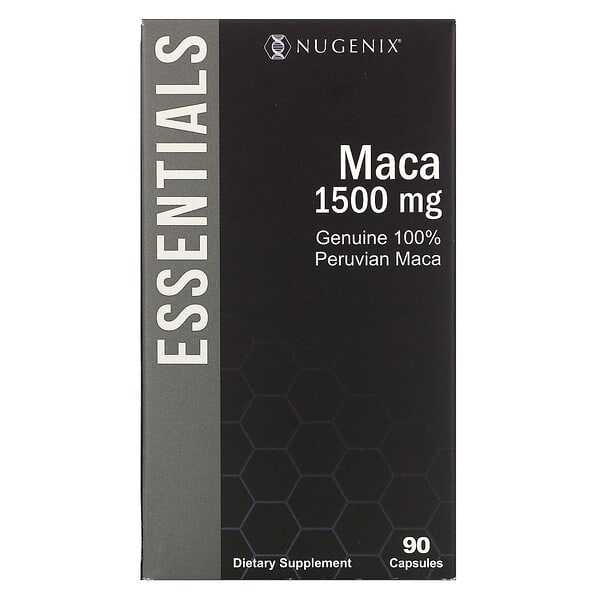 ESSENTIALS
NUGENIX®
Maca
1500 mg
Genuine 100%
Peruvian Maca
Dietary Supplement
90
Capsules